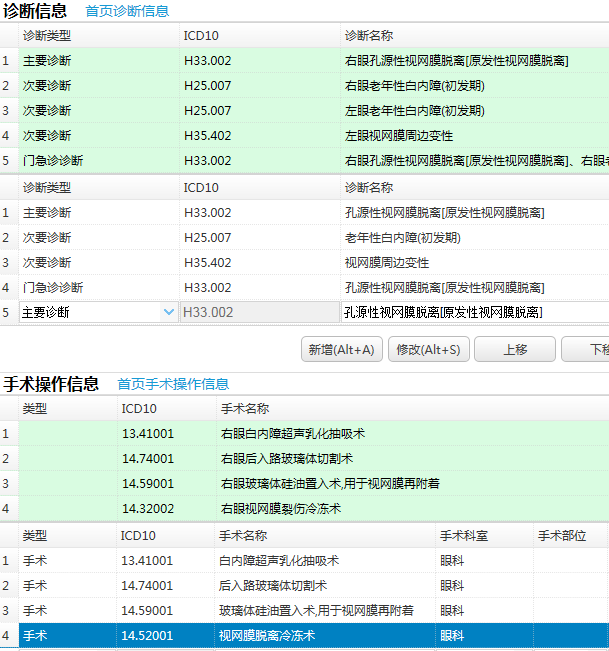 诊断信息 首页诊断信息
诊断类型 ICD10 诊断名称
1 主要诊断 H33.002 右眼孔源性视网膜脱离[原发性视网膜脱离]
2 次要诊断 H25.007 右眼老年性白内障(初发期)
3 次要诊断 H25.007 左眼老年性白内障(初发期)
4 次要诊断 H35.402 左眼视网膜周边变性
5 门急诊诊断 H33.002 右眼孔源性视网膜脱离[原发性视网膜脱离]、右眼老
诊断类型 ICD10 诊断名称
1 主要诊断 H33.002 孔源性视网膜脱离[原发性视网膜脱离]
2 次要诊断 H25.007 老年性白内障(初发期)
3 次要诊断 H35.402 视网膜周边变性
4 门急诊诊断 H33.002 孔源性视网膜脱离[原发性视网膜脱离]
5 主要诊断 H33.002 孔源性视网膜脱离[原发性视网膜脱离]
新增(Alt+A) 修改(Alt+S) 上移 下移
手术操作信息 首页手术操作信息
类型 ICD10 手术名称
1 13.41001 右眼白内障超声乳化抽吸术
2 14.74001 右眼后入路玻璃体切割术
3 14.59001 右眼玻璃体硅油置入术,用于视网膜再附着
4 14.32002 右眼视网膜裂伤冷冻术
类型 ICD10 手术名称 手术科室 手术部位
1 手术 13.41001 白内障超声乳化抽吸术 眼科
2 手术 14.74001 后入路玻璃体切割术 眼科
3 手术 14.59001 玻璃体硅油置入术,用于视网膜再附着 眼科
4 手术 14.52001 视网膜脱离冷冻术 眼科